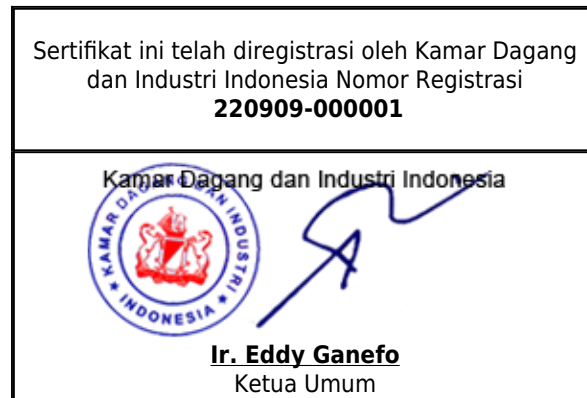 Sertifikat ini telah diregistrasi oleh Kamar Dagang
dan Industri Indonesia Nomor Registrasi
220909-000001
Kamar Dagang dan Industri Indonesia
KAMAR DAGANG DAN INDUSTRI
INDONESIA
Ir. Eddy Ganefo
Ketua Umum